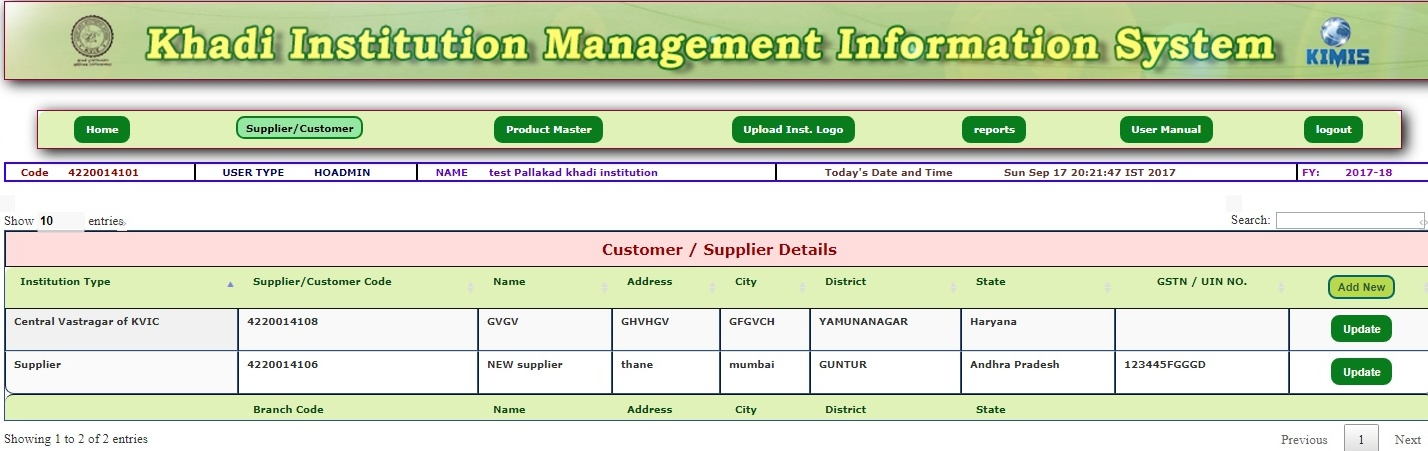 Khadi Institution Management Information System
KIMIS
Home Supplier/Customer Product Master Upload Inst. Logo reports User Manual logout
Code 4220014101 USER TYPE HOADMIN NAME test Pallakad khadi institution Today's Date and Time Sun Sep 17 20:21:47 IST 2017 FY: 2017-18
Show 10 entries Search:
Customer / Supplier Details
Institution Type Supplier/Customer Code Name Address City District State GSTN / UIN NO. Add New
Central Vastragar of KVIC 4220014108 GVGV GHVHGV GFGVCH YAMUNANAGAR Haryana Update
Supplier 4220014106 NEW supplier thane mumbai GUNTUR Andhra Pradesh 123445FGGGD Update
Branch Code Name Address City District State
Showing 1 to 2 of 2 entries Previous 1 Next